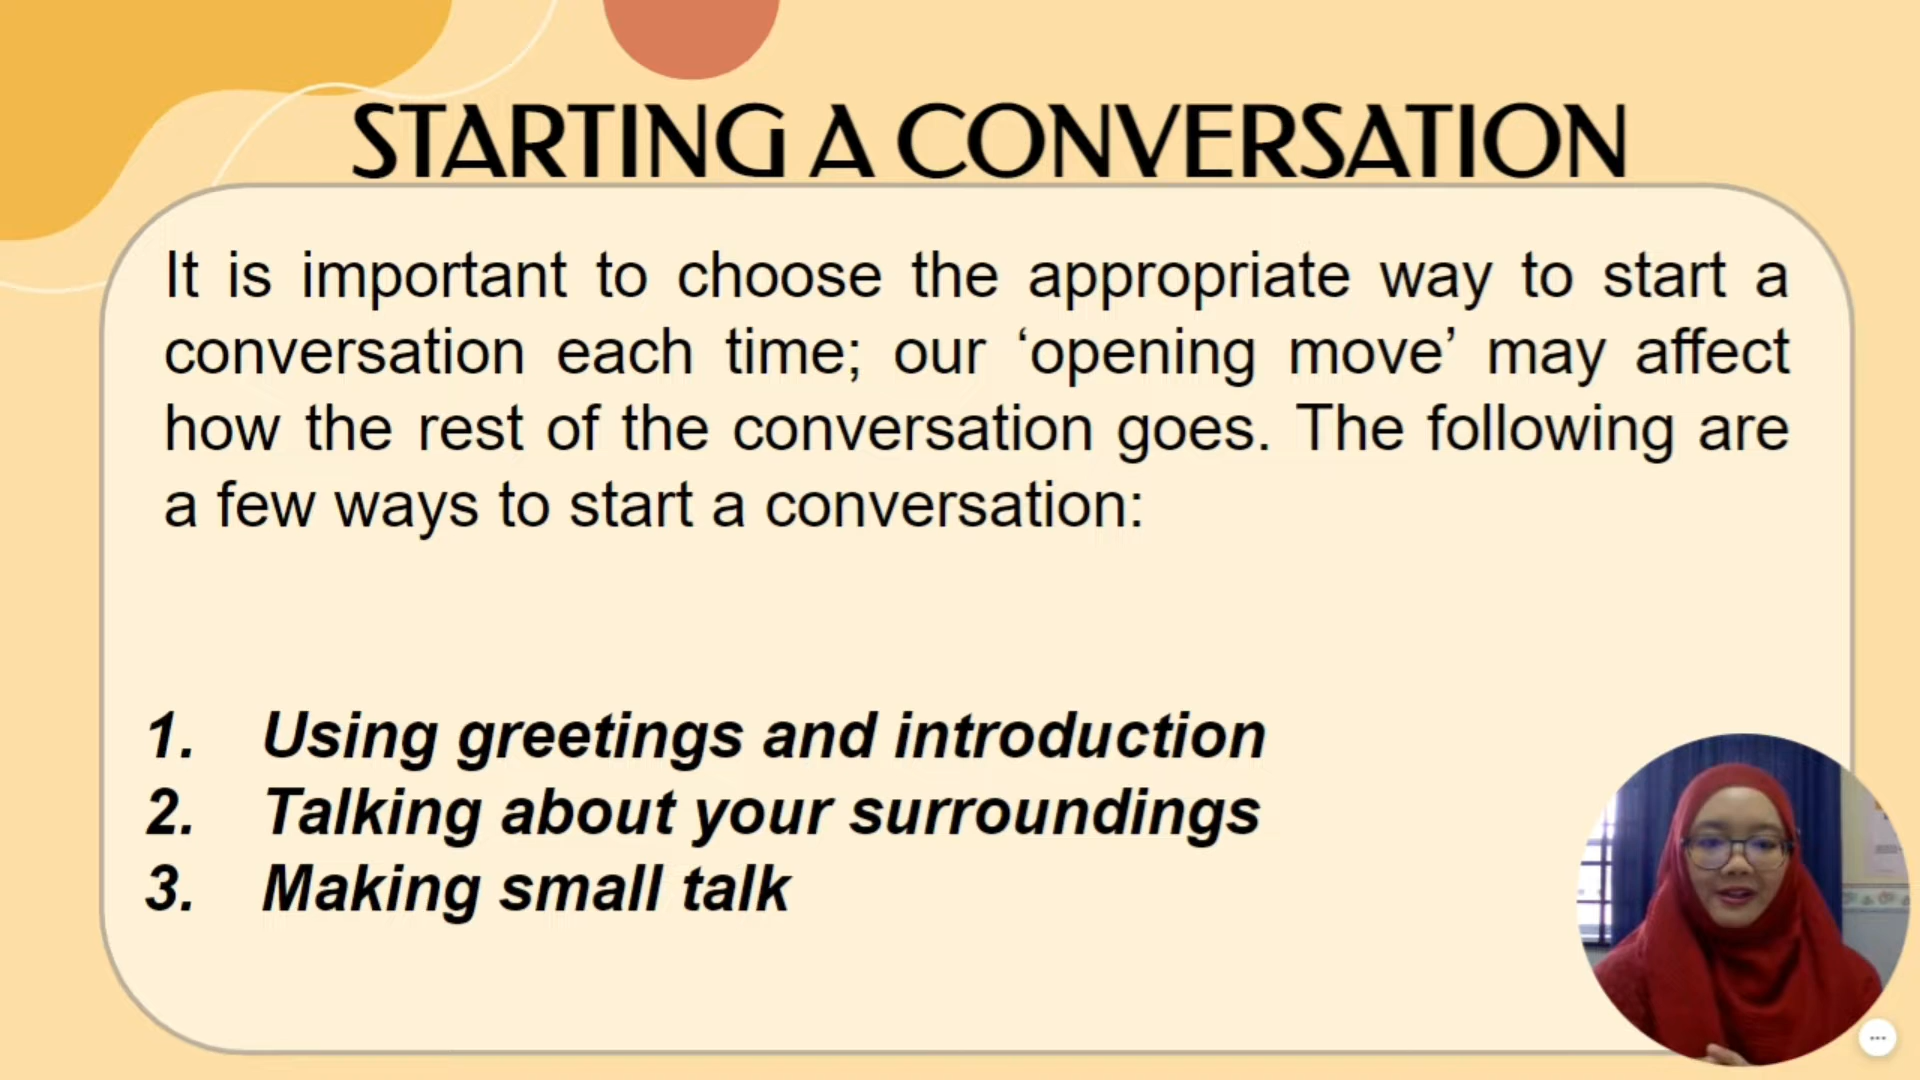 STARTING A CONVERSATION
It is important to choose the appropriate way to start a
conversation each time; our ‘opening move’ may affect
how the rest of the conversation goes. The following are
a few ways to start a conversation:
1. Using greetings and introduction
2. Talking about your surroundings
3. Making small talk